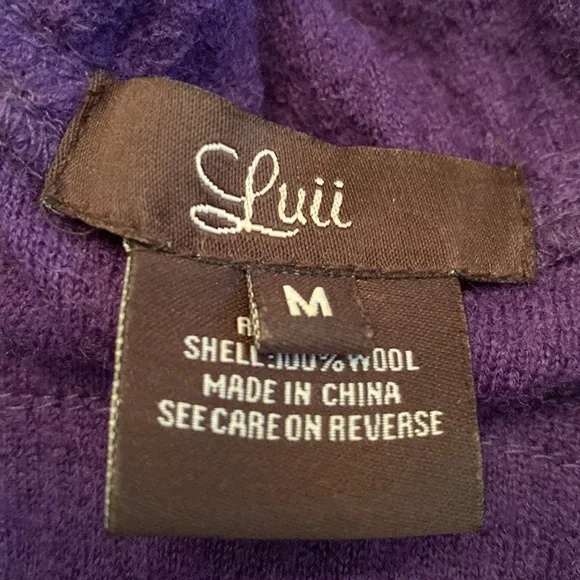 Luii
M
SHELL:100% WOOL
MADE IN CHINA
SEE CARE ON REVERSE